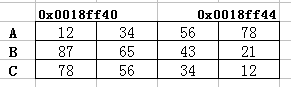 0x0018ff40 0x0018ff44
A 12 34 56 78
B 87 65 43 21
C 78 56 34 12